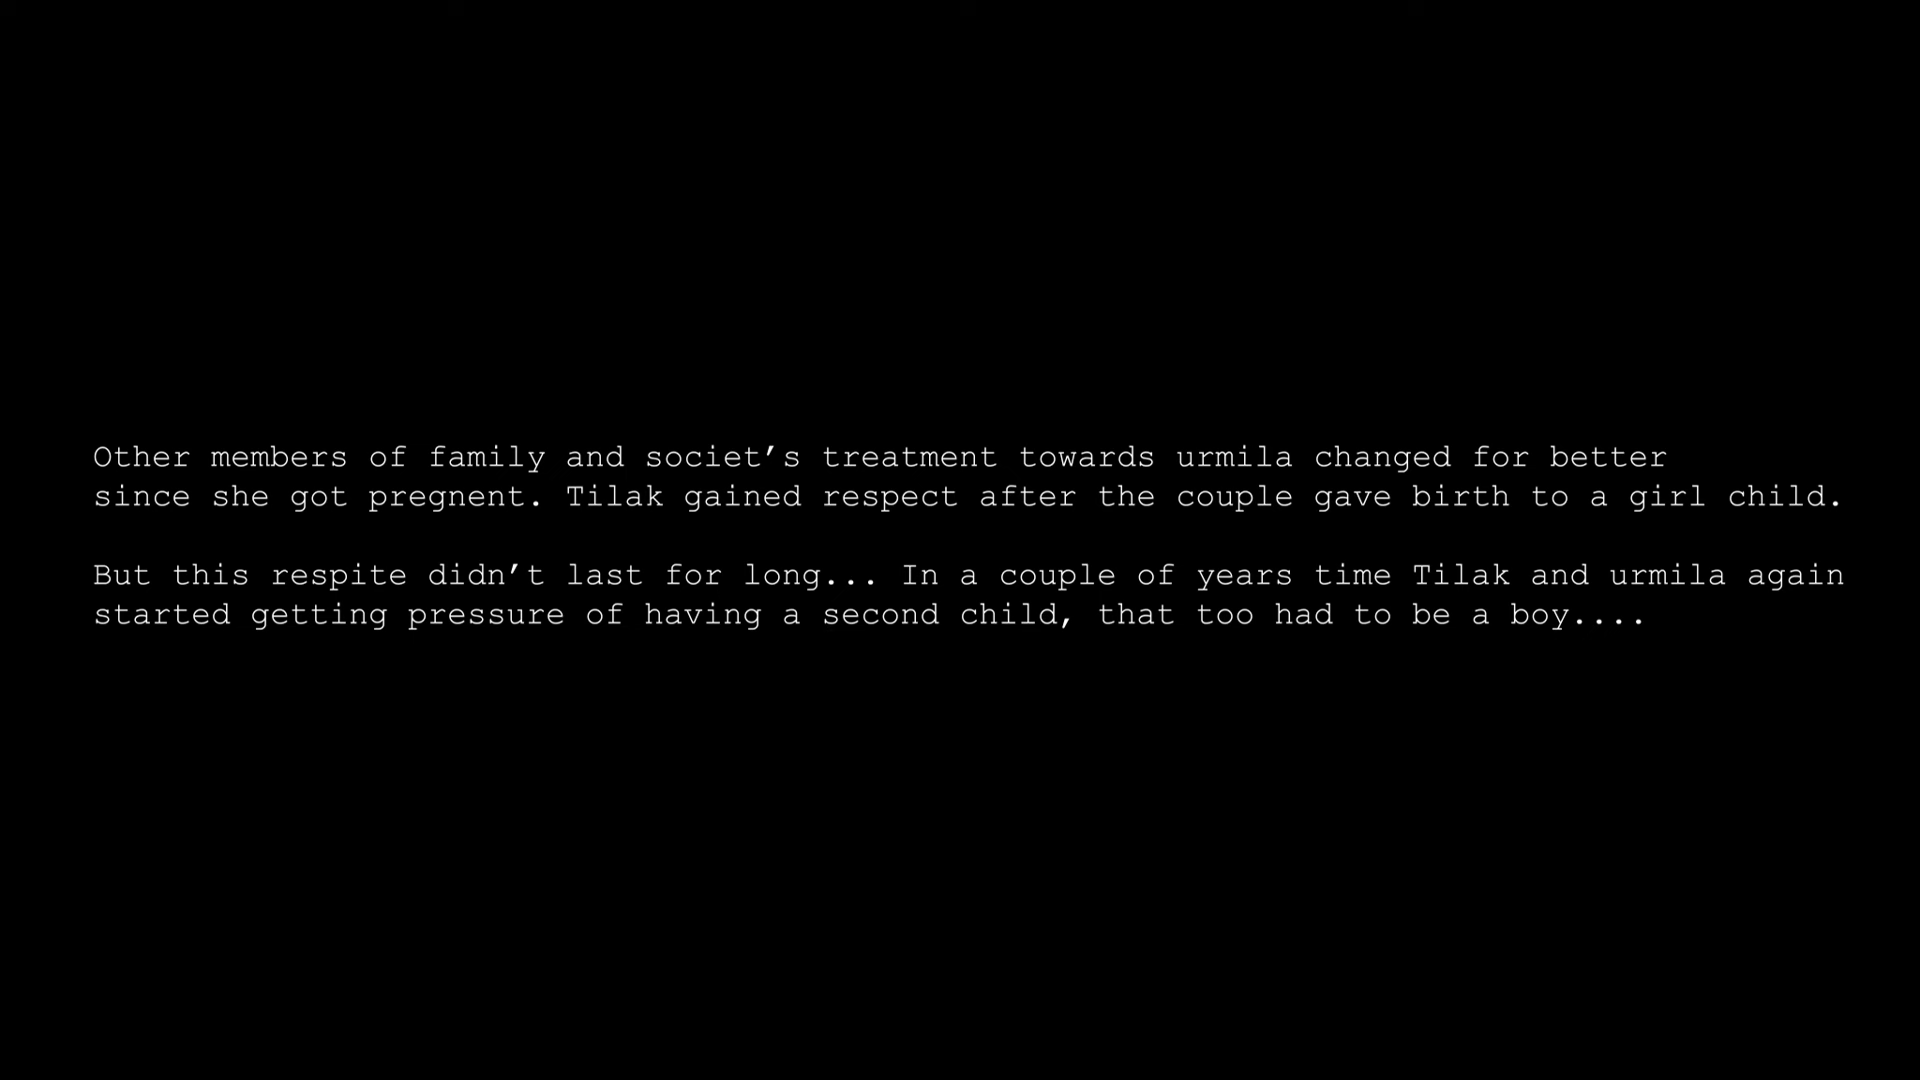 Other members of family and societ’s treatment towards urmila changed for better
since she got pregnent. Tilak gained respect after the couple gave birth to a girl child.
But this respite didn’t last for long... In a couple of years time Tilak and urmila again
started getting pressure of having a second child, that too had to be a boy....